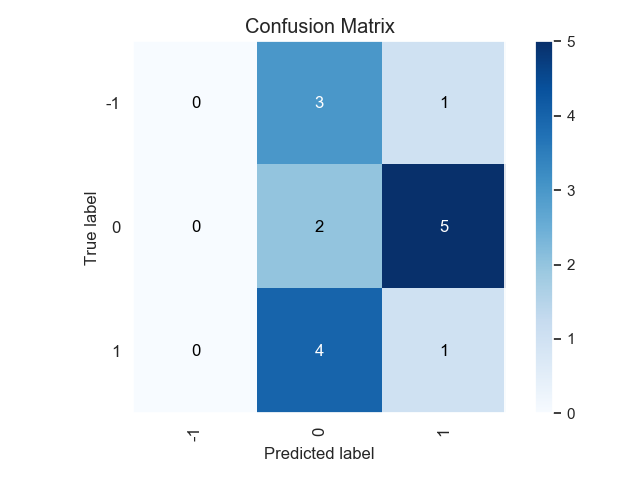 Confusion Matrix
5
-1 0 3 1
4
3
True label
0 0 2 5
2
1
1 0 4 1
0
-1 0 1
Predicted label